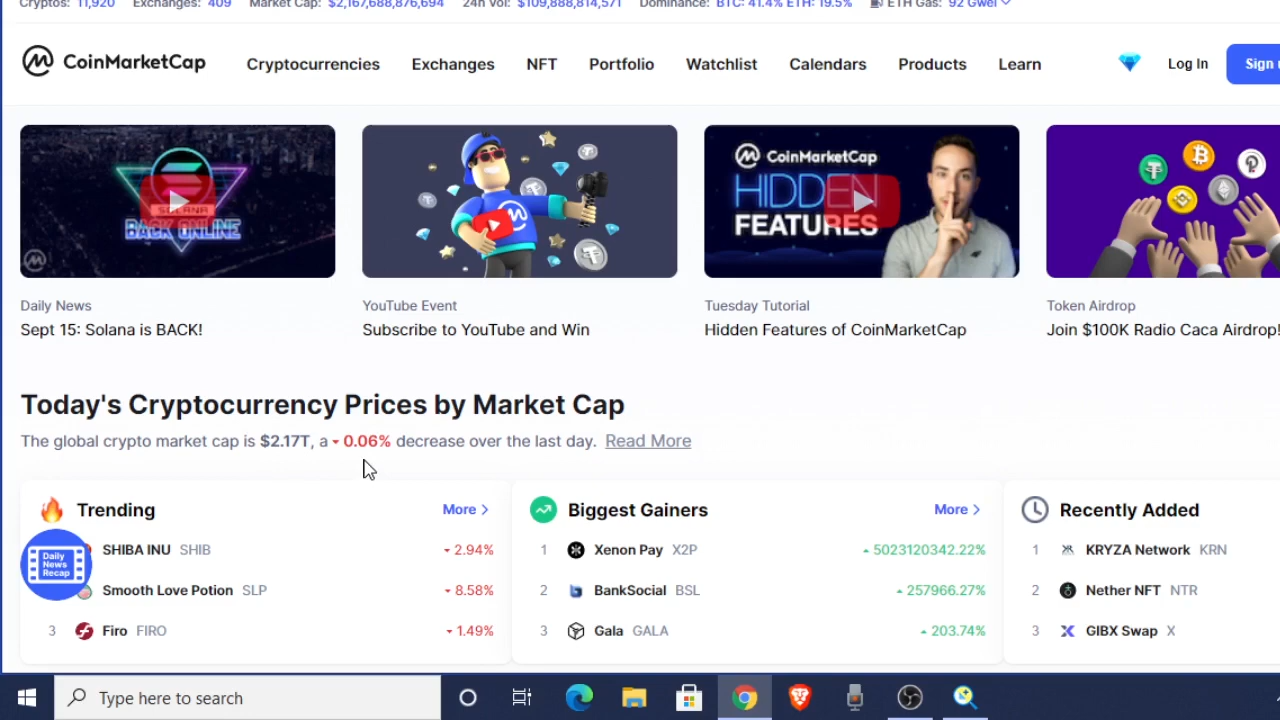 Cryptos: 11,920 Exchanges: 409 Market Cap: $2,167,688,876,694 24h Vol: $109,888,814,571 Dominance: BTC: 41.4% ETH: 19.5% ETH Gas: 92 Gwei
CoinMarketCap Cryptocurrencies Exchanges NFT Portfolio Watchlist Calendars Products Learn Log In Sign u
SOLANA
BACK ONLINE
CoinMarketCap
HIDDEN
FEATURES
Daily News YouTube Event Tuesday Tutorial Token Airdrop
Sept 15: Solana is BACK! Subscribe to YouTube and Win Hidden Features of CoinMarketCap Join $100K Radio Caca Airdrop!
Today's Cryptocurrency Prices by Market Cap
The global crypto market cap is $2.17T, a 0.06% decrease over the last day. Read More
Trending More > Biggest Gainers More > Recently Added
SHIBA INU SHIB 2.94% 1 Xenon Pay X2P 5023120342.22% 1 KRYZA Network KRN
Daily
News
Recap
Smooth Love Potion SLP 8.58% 2 BankSocial BSL 257966.27% 2 Nether NFT NTR
3 Firo FIRO 1.49% 3 Gala GALA 203.74% 3 GIBX Swap X
Type here to search